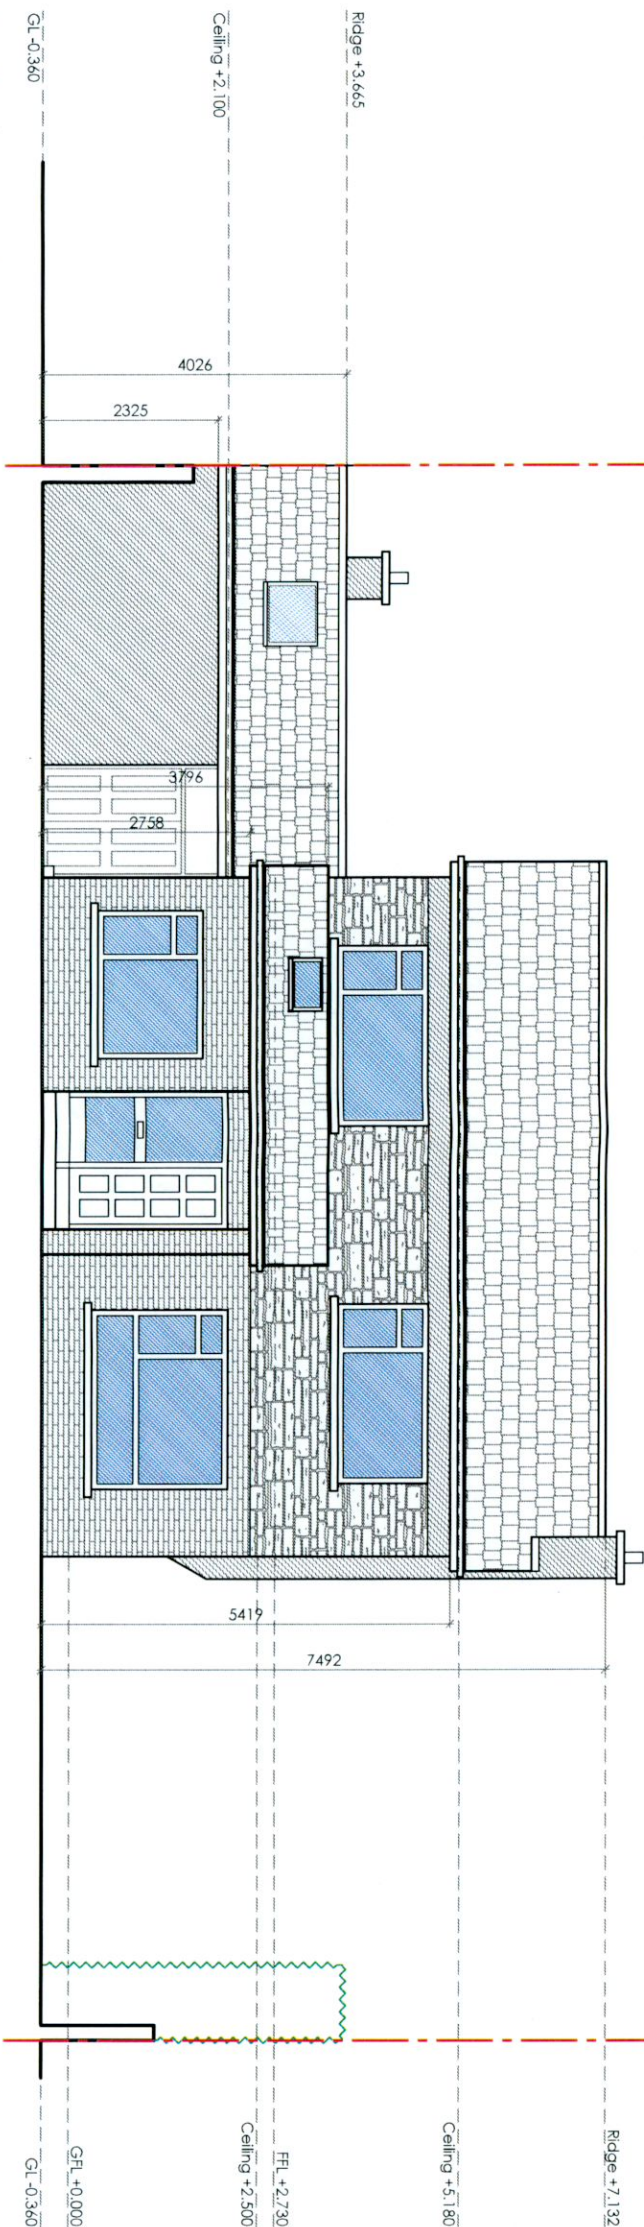 Ridge +3.665
Ceiling +2.100
GL -0.360
4026
2325
3796
2758
5419
7492
Ridge +7.132
Ceiling +5.180
FFL +2.730
Ceiling +2.500
GFL +0.000
GL -0.360